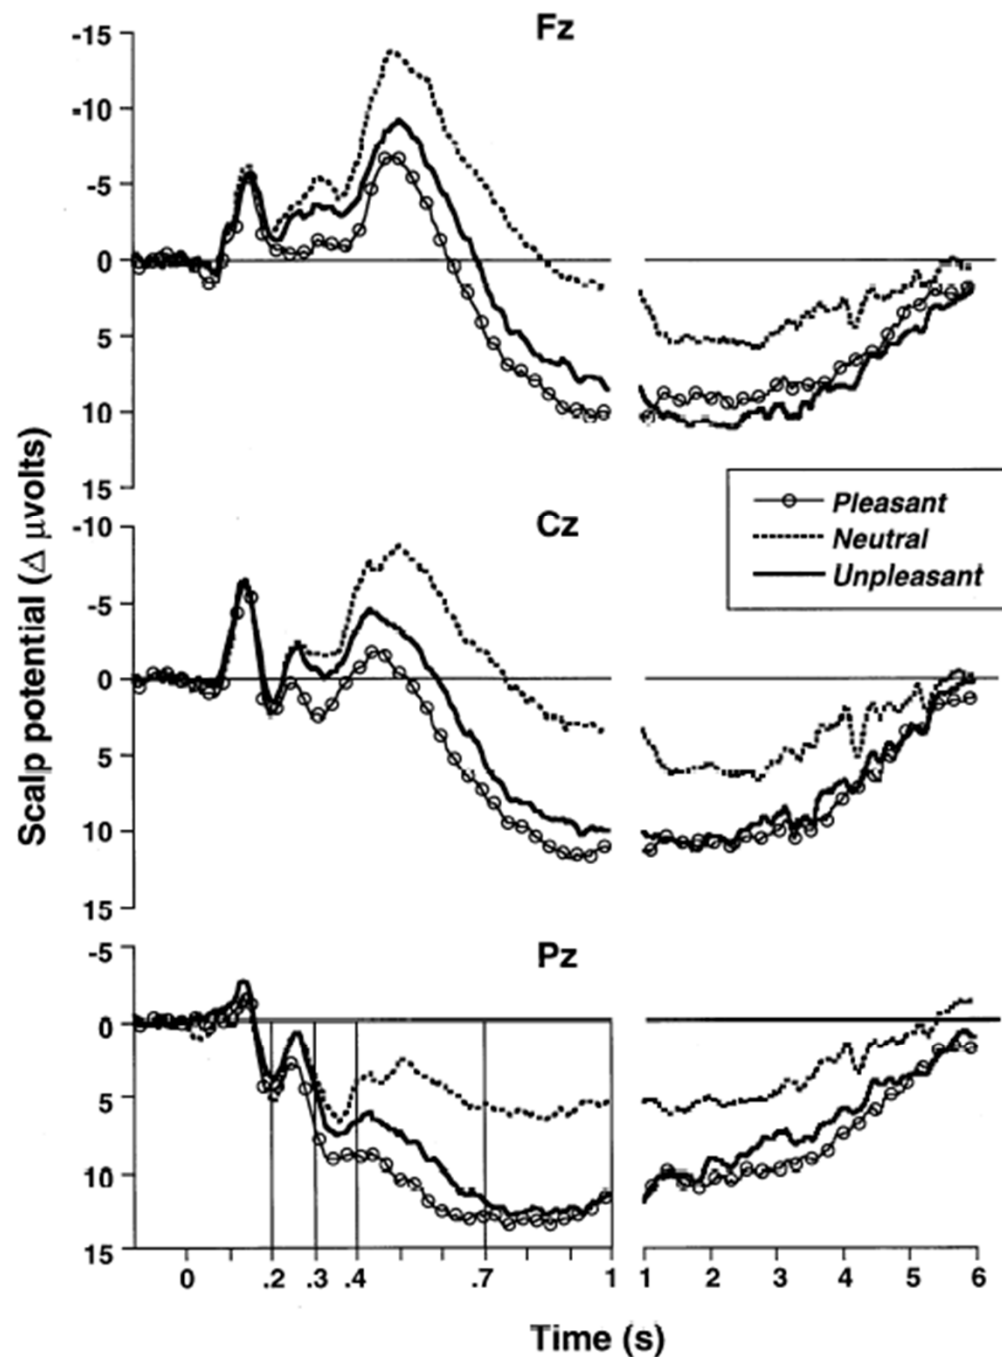 Fz
-15
-10
-5
0
5
10
15
Pleasant
Neutral
Unpleasant
Cz
-10
-5
0
5
10
15
Scalp potential (Δ μvolts)
Pz
-5
0
5
10
15
0 .2 .3 .4 .7 1 1 2 3 4 5 6
Time (s)